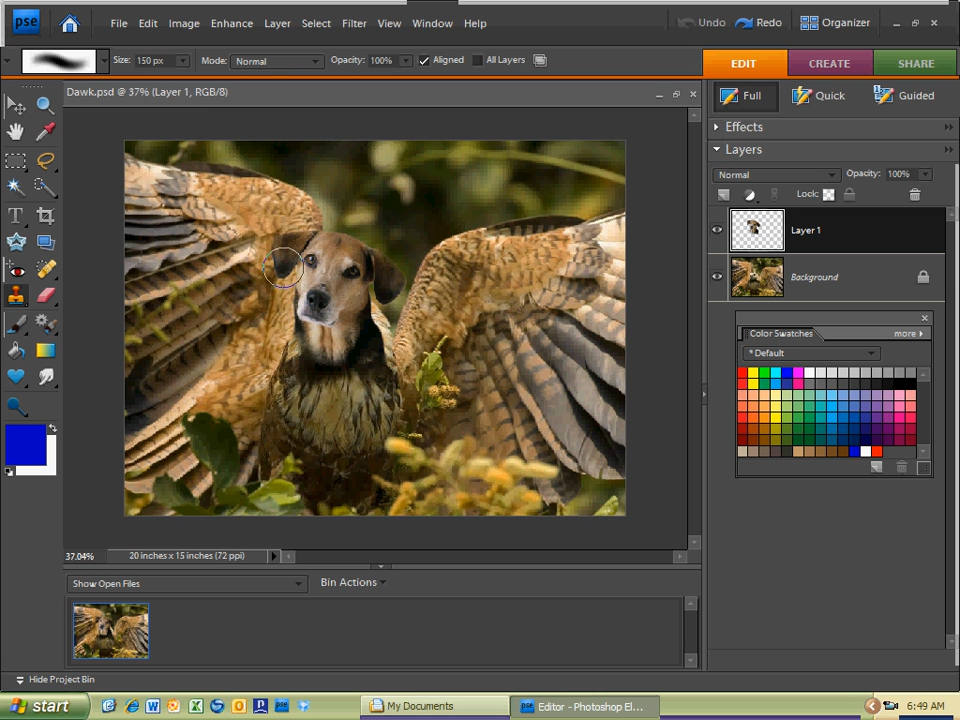 pse File Edit Image Enhance Layer Select Filter View Window Help Undo Redo Organizer
Size: 150 px Mode: Normal Opacity: 100% Aligned All Layers EDIT CREATE SHARE
Dawk.psd @ 37% (Layer 1, RGB/8)
Full Quick Guided
Effects
Layers
Normal Opacity: 100%
Lock:
Layer 1
Background
Color Swatches more
* Default
T
37.04% 20 inches x 15 inches (72 ppi)
Show Open Files Bin Actions
Hide Project Bin
start W P pse My Documents pse Editor - Photoshop El... 6:49 AM